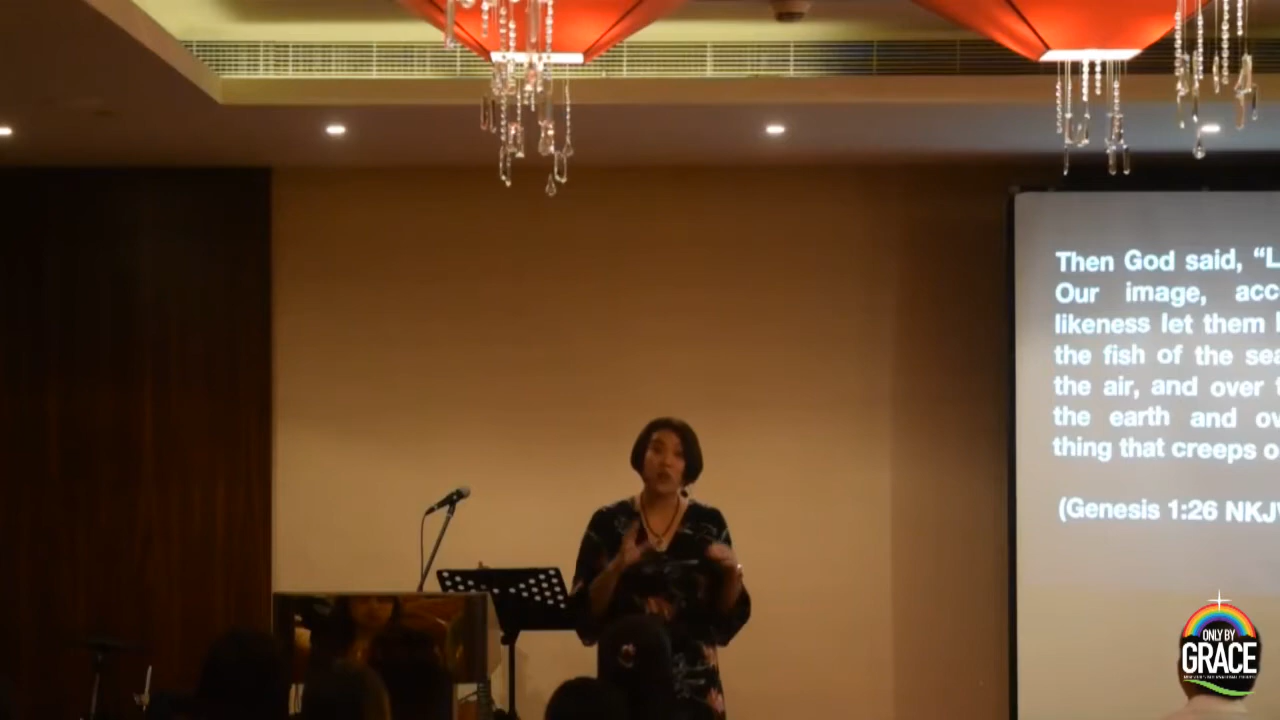 Then God said, “L
Our image, acc
likeness let them
the fish of the sea
the air, and over t
the earth and ov
thing that creeps o
(Genesis 1:26 NKJV
ONLY BY
GRACE